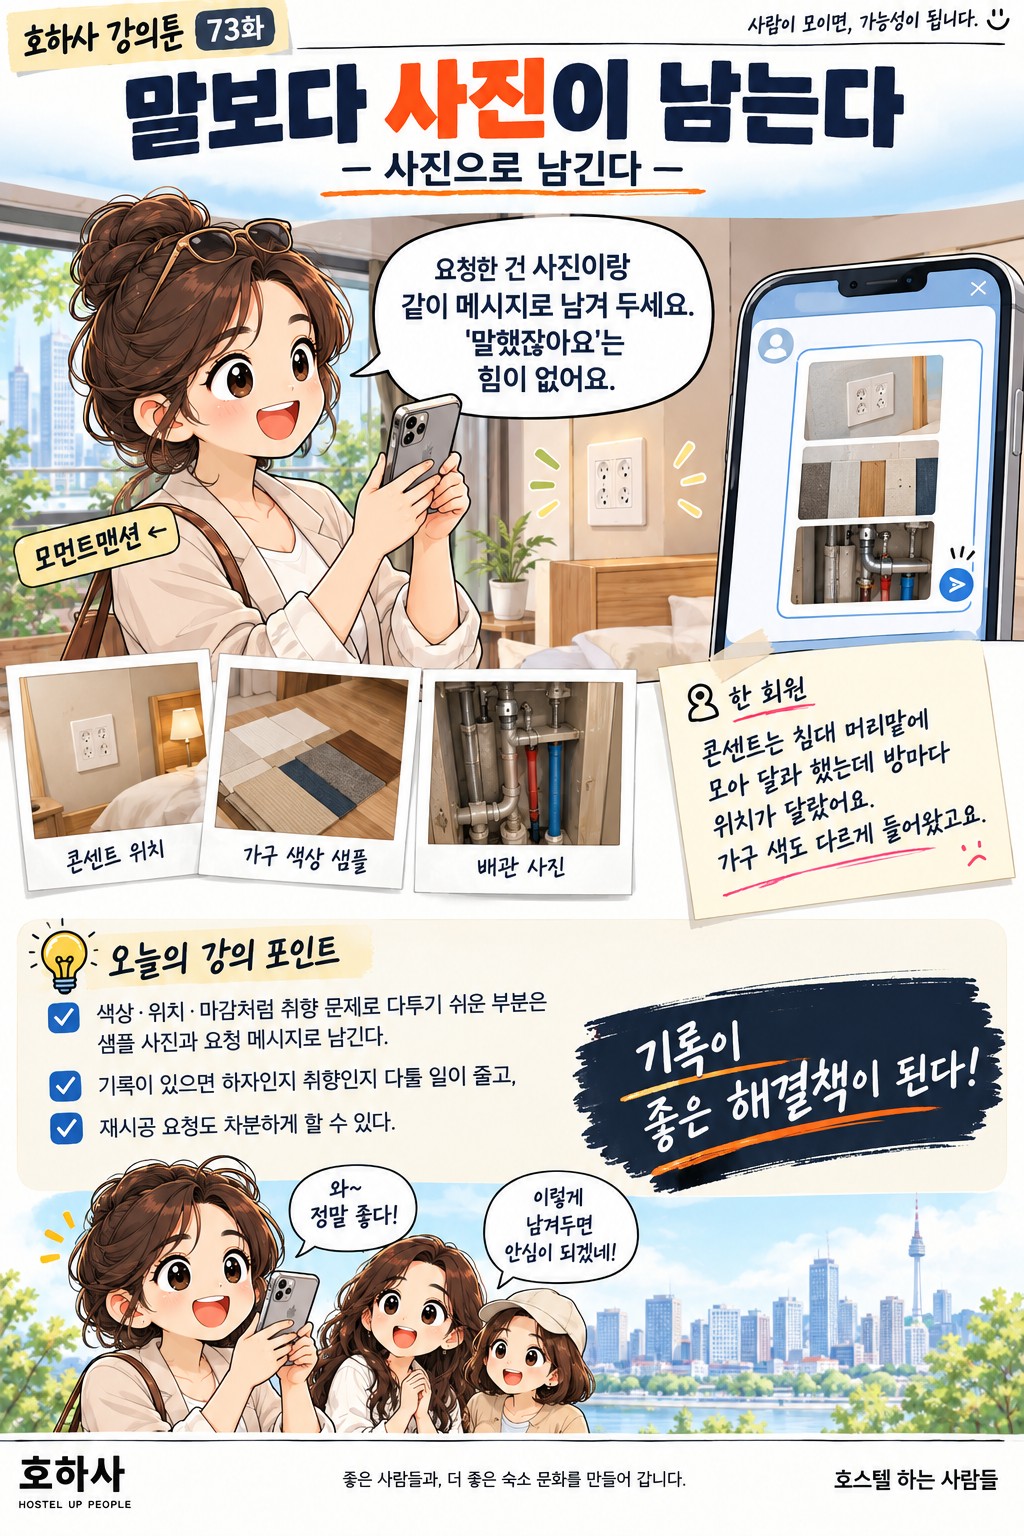 호하사 강의툰 73화
사람이 모이면, 가능성이 됩니다.
말보다 사진이 남는다
– 사진으로 남긴다 –
요청한 건 사진이랑
같이 메시지로 남겨 두세요.
'말했잖아요'는
힘이 없어요.
모먼트맨션 ←
콘센트 위치
가구 색상 샘플
배관 사진
한 회원
콘센트는 침대 머리맡에
모아 달라 했는데 방마다
위치가 달랐어요.
가구 색도 다르게 들어왔고요.
오늘의 강의 포인트
색상·위치·마감처럼 취향 문제로 다투기 쉬운 부분은
샘플 사진과 요청 메시지로 남긴다.
기록이 있으면 하자인지 취향인지 다툴 일이 줄고,
재시공 요청도 차분하게 할 수 있다.
기록이
좋은 해결책이 된다!
와~
정말 좋다!
이렇게
남겨두면
안심이 되겠네!
호하사
HOSTEL UP PEOPLE
좋은 사람들과, 더 좋은 숙소 문화를 만들어 갑니다.
호스텔 하는 사람들